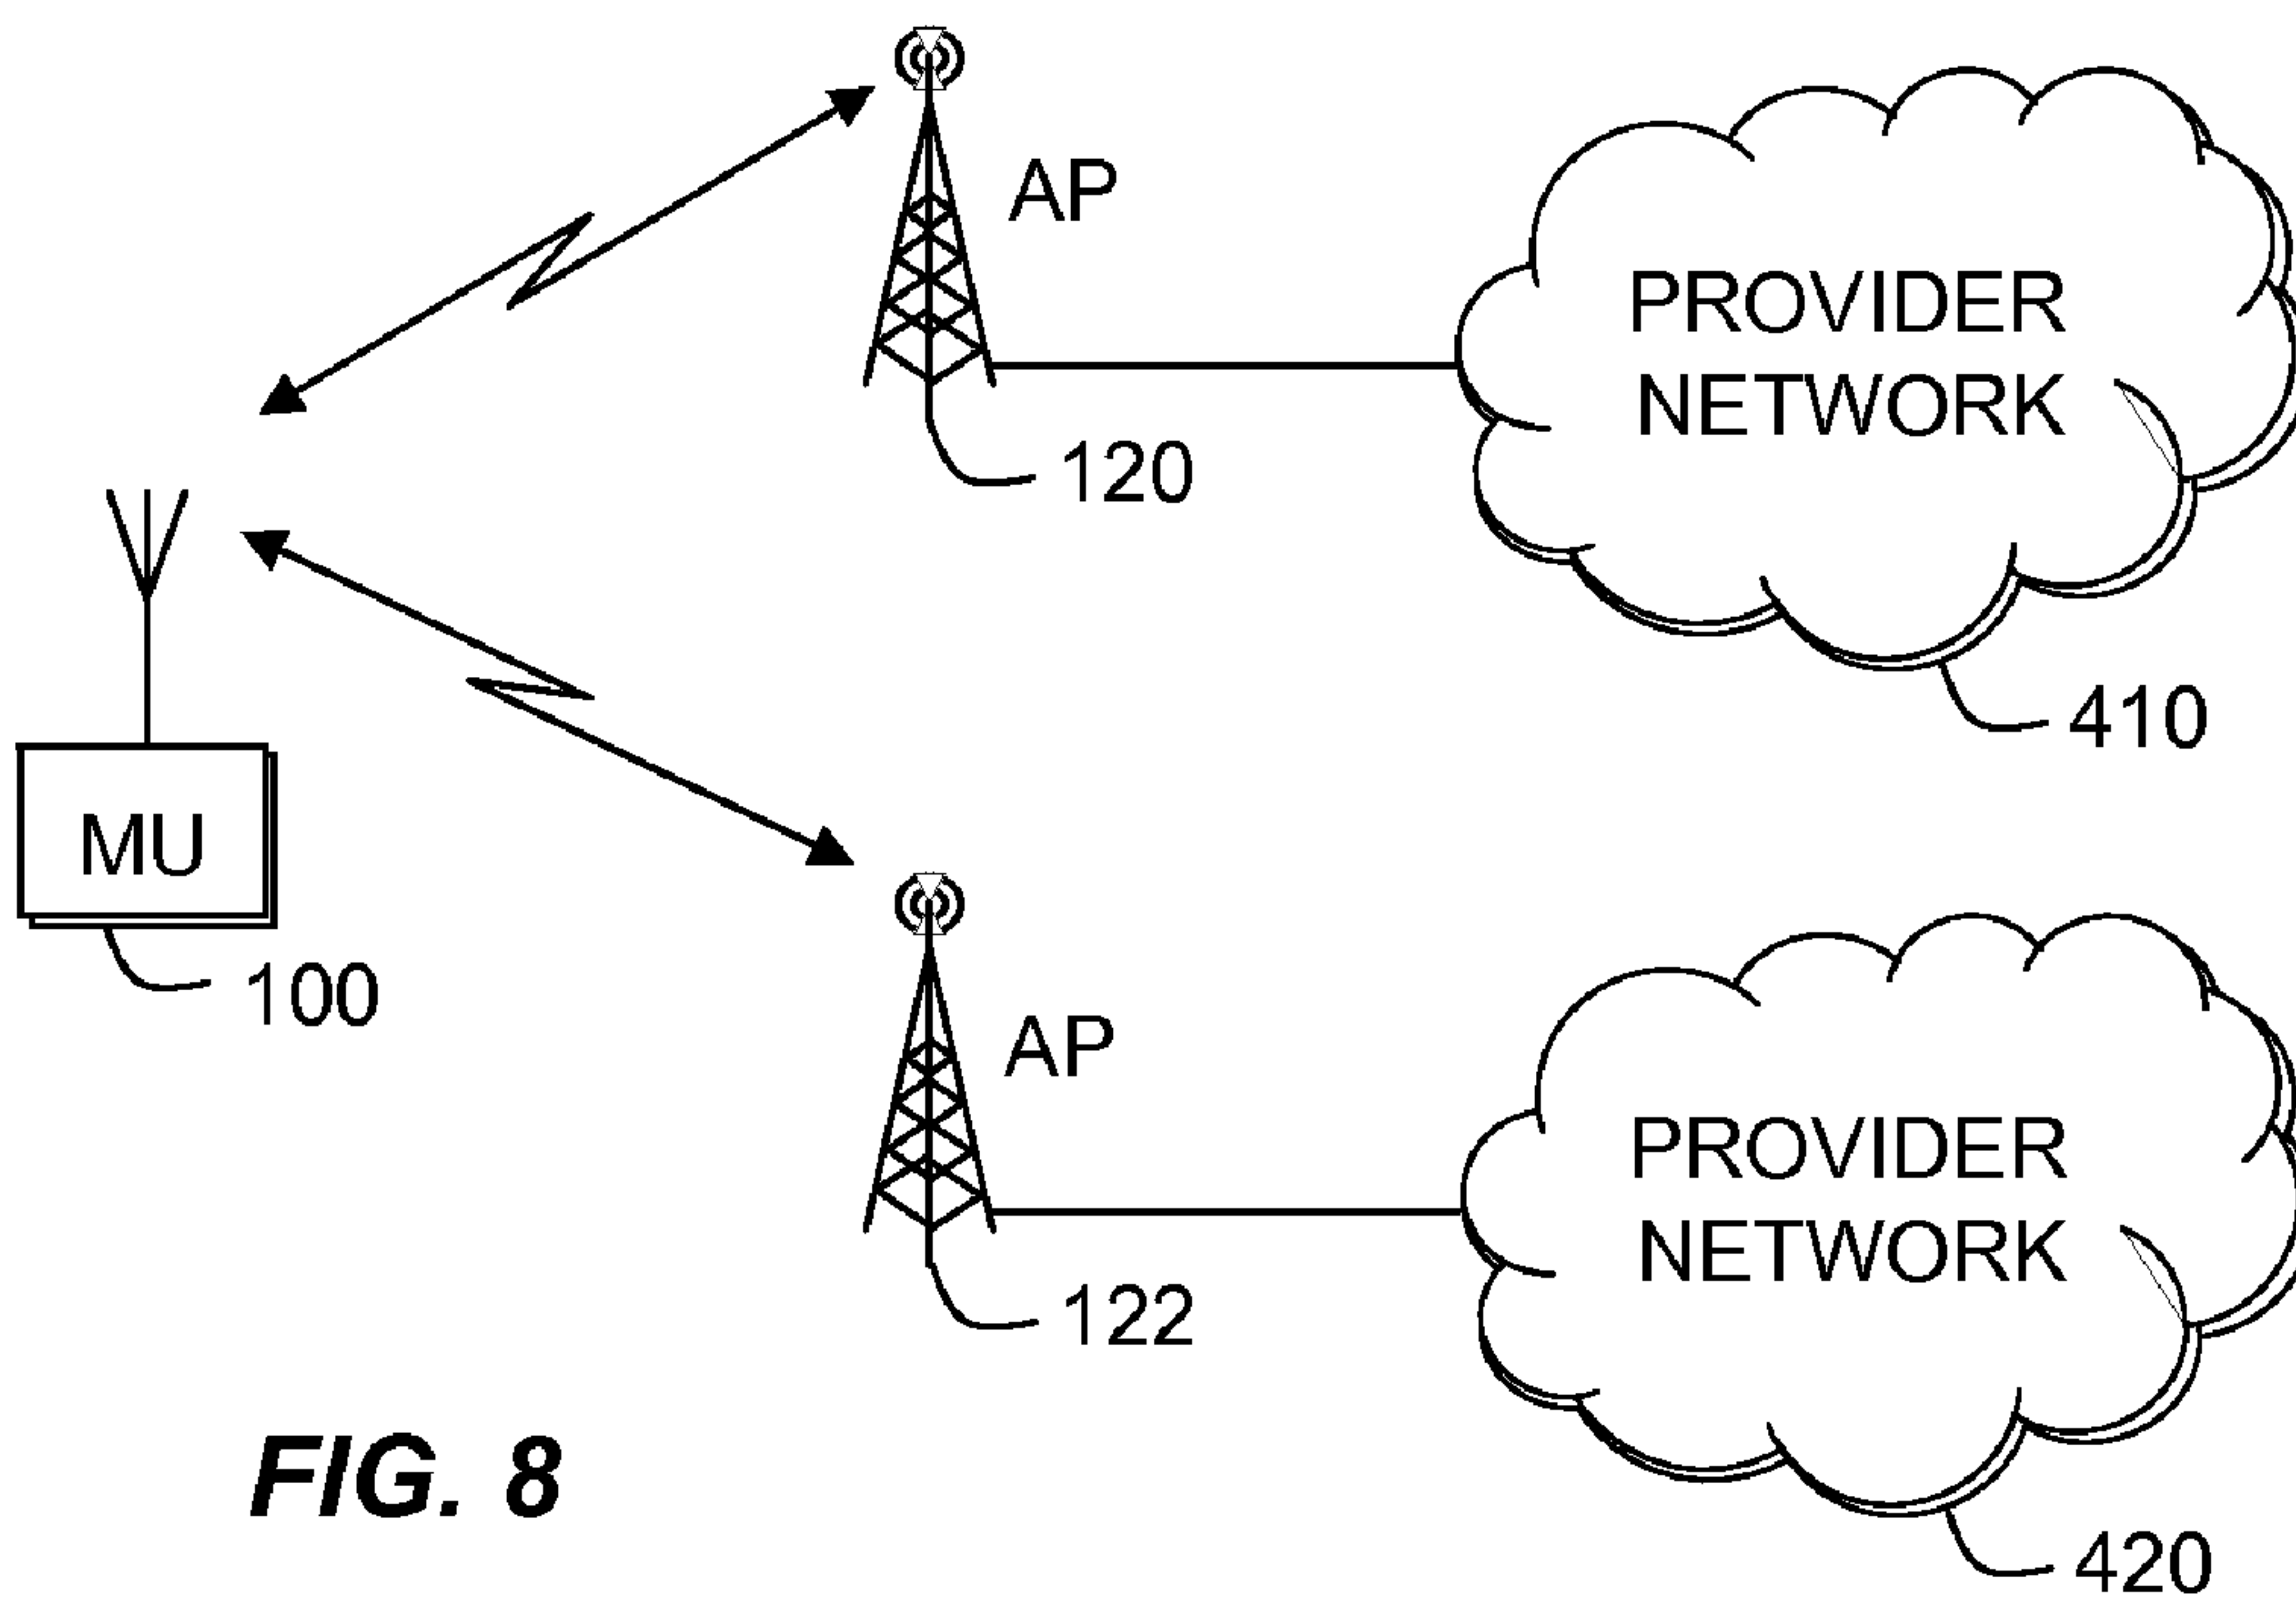 AP
PROVIDER
NETWORK
120
410
MU
100
AP
PROVIDER
NETWORK
122
420
FIG. 8